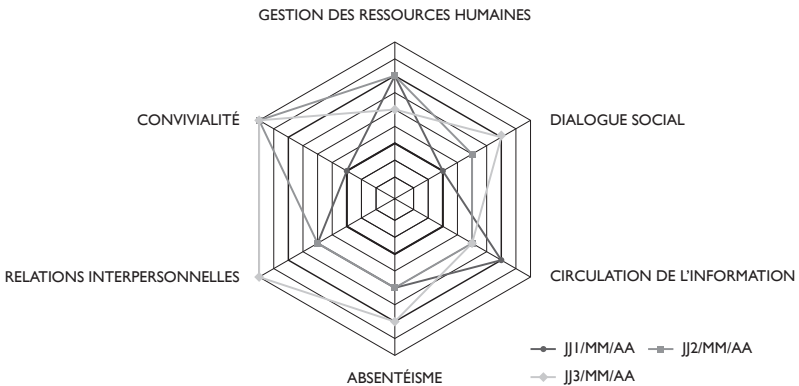 GESTION DES RESSOURCES HUMAINES
CONVIVIALITÉ
DIALOGUE SOCIAL
RELATIONS INTERPERSONNELLES
CIRCULATION DE L'INFORMATION
ABSENTÉISME
JJ1/MM/AA
JJ2/MM/AA
JJ3/MM/AA